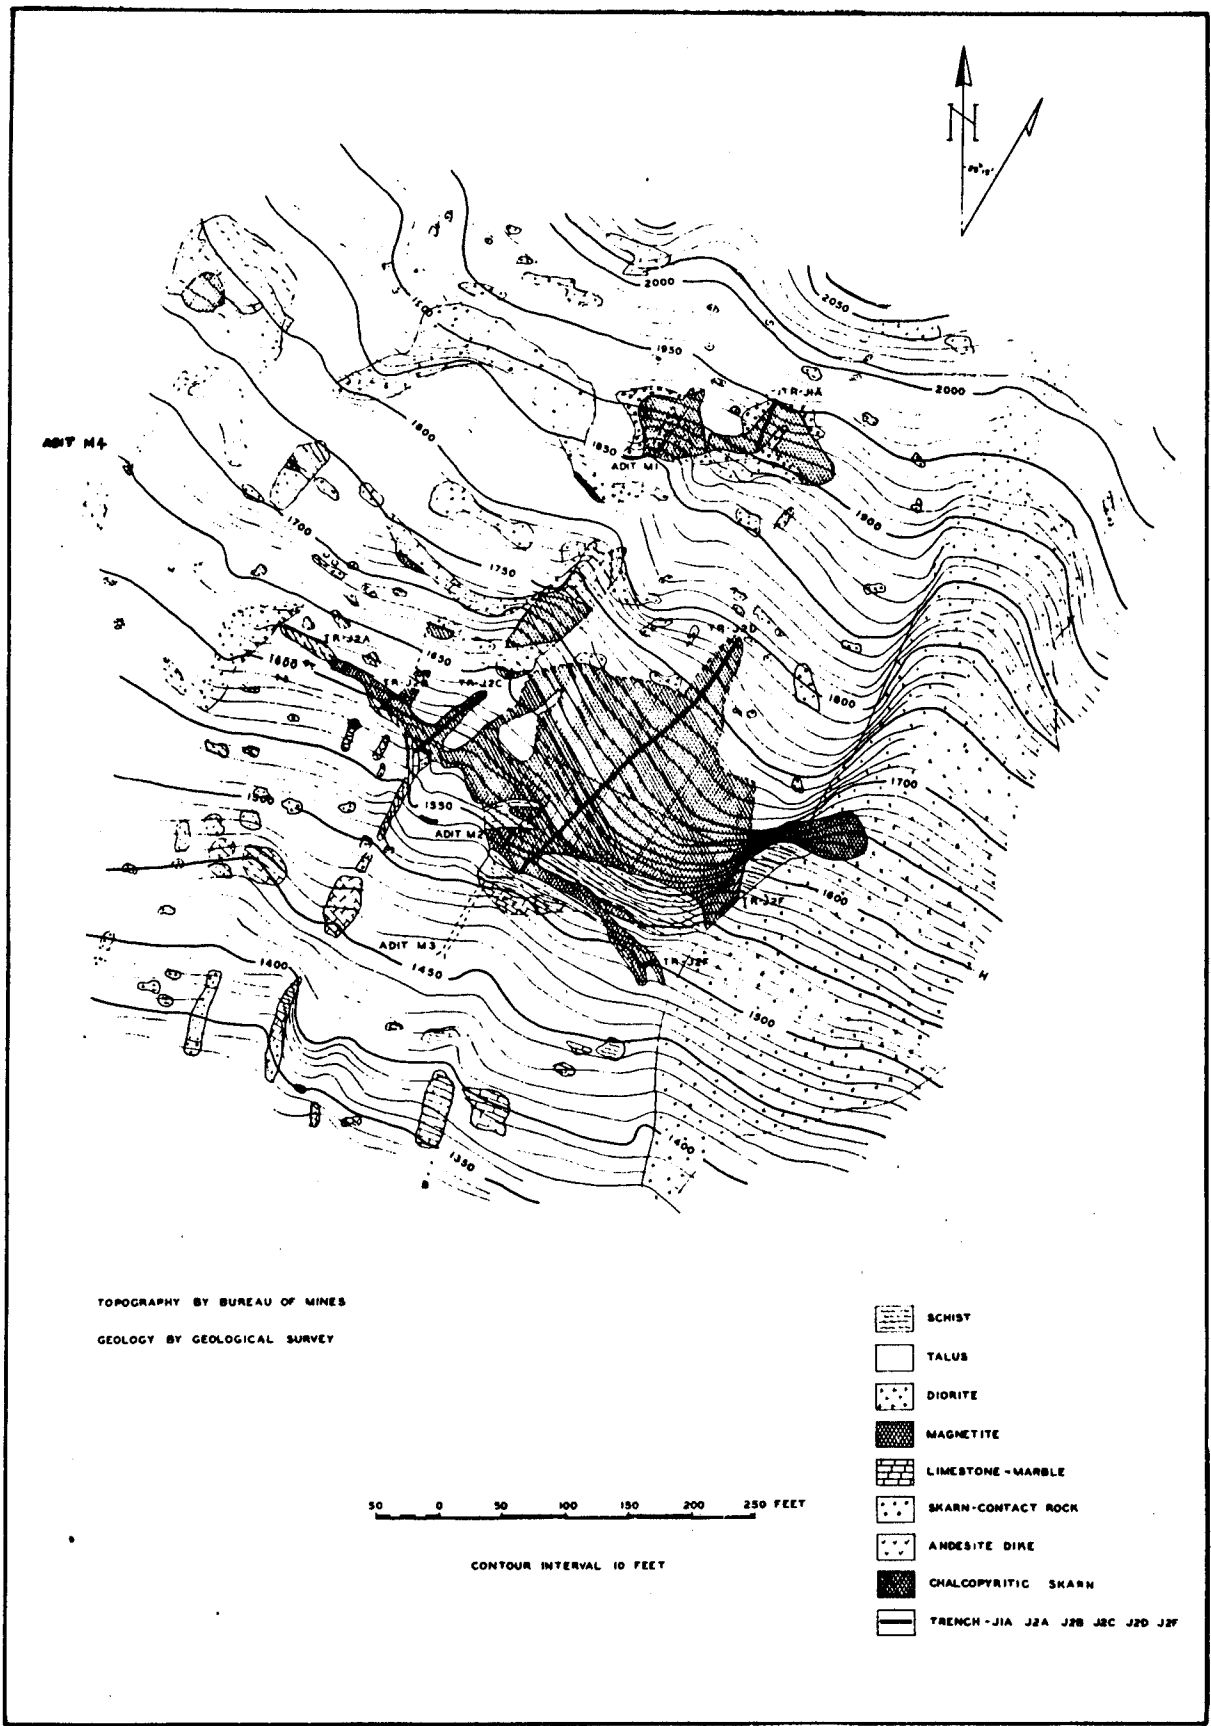 N
2050
2000
1950
2000
TR-J1A
1800
1850
ADIT M1
ADIT M4
1900
1700
1750
TR-J2D
TR-J2A
1650
1600
TR-J2C
1800
1700
1500
1550
ADIT M2
1600
TR-J2F
ADIT M3
1450
1400
TR-J2F
H
1500
1400
1350
B
TOPOGRAPHY BY BUREAU OF MINES
GEOLOGY BY GEOLOGICAL SURVEY
SCHIST
TALUS
DIORITE
MAGNETITE
LIMESTONE-MARBLE
SKARN-CONTACT ROCK
ANDESITE DIKE
CHALCOPYRITIC SKARN
TRENCH-J1A J2A J2B J2C J2D J2F
50 0 50 100 150 200 250 FEET
CONTOUR INTERVAL 10 FEET